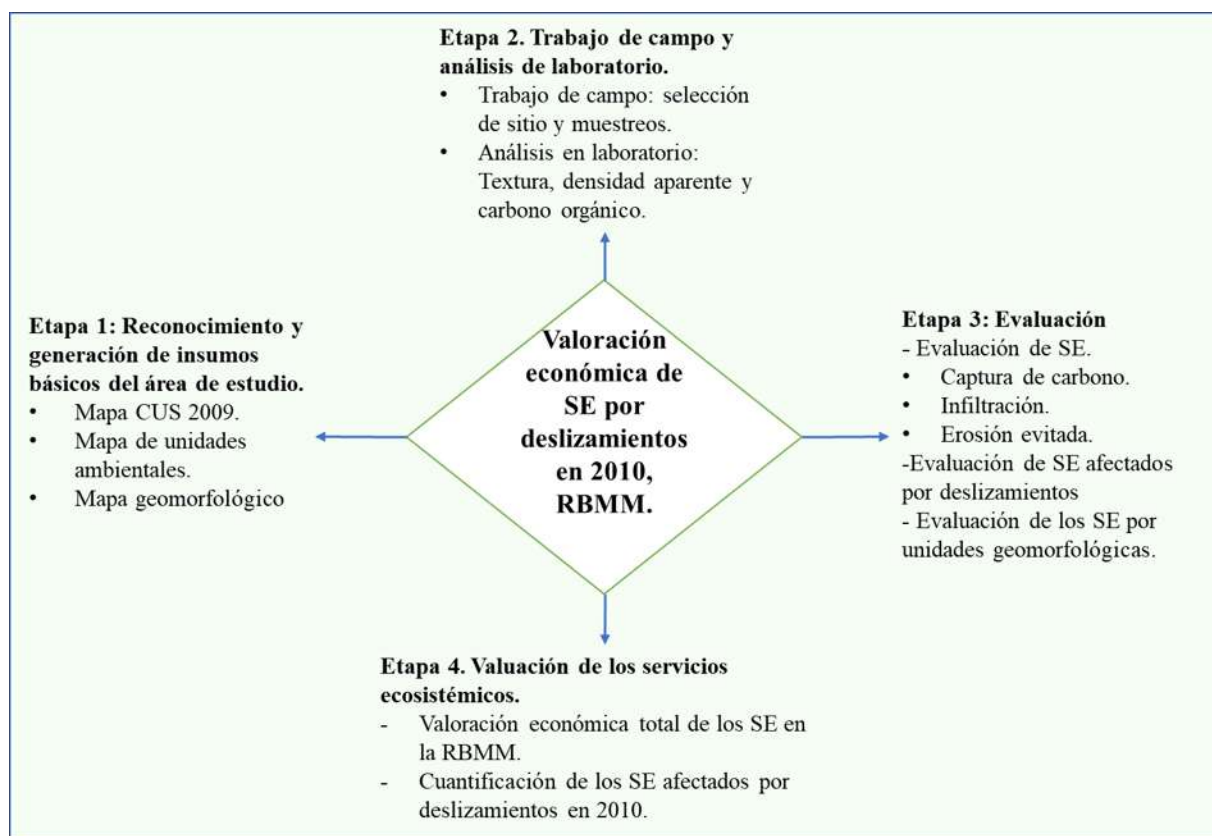 Etapa 2. Trabajo de campo y
análisis de laboratorio.
• Trabajo de campo: selección
de sitio y muestreos.
• Análisis en laboratorio:
Textura, densidad aparente y
carbono orgánico.
Etapa 1: Reconocimiento y
generación de insumos
básicos del área de estudio.
• Mapa CUS 2009.
• Mapa de unidades
ambientales.
• Mapa geomorfológico
Valoración
económica de
SE por
deslizamientos
en 2010,
RBMM.
Etapa 3: Evaluación
- Evaluación de SE.
• Captura de carbono.
• Infiltración.
• Erosión evitada.
-Evaluación de SE afectados
por deslizamientos
- Evaluación de los SE por
unidades geomorfológicas.
Etapa 4. Valuación de los servicios
ecosistémicos.
- Valoración económica total de los SE en
la RBMM.
- Cuantificación de los SE afectados por
deslizamientos en 2010.